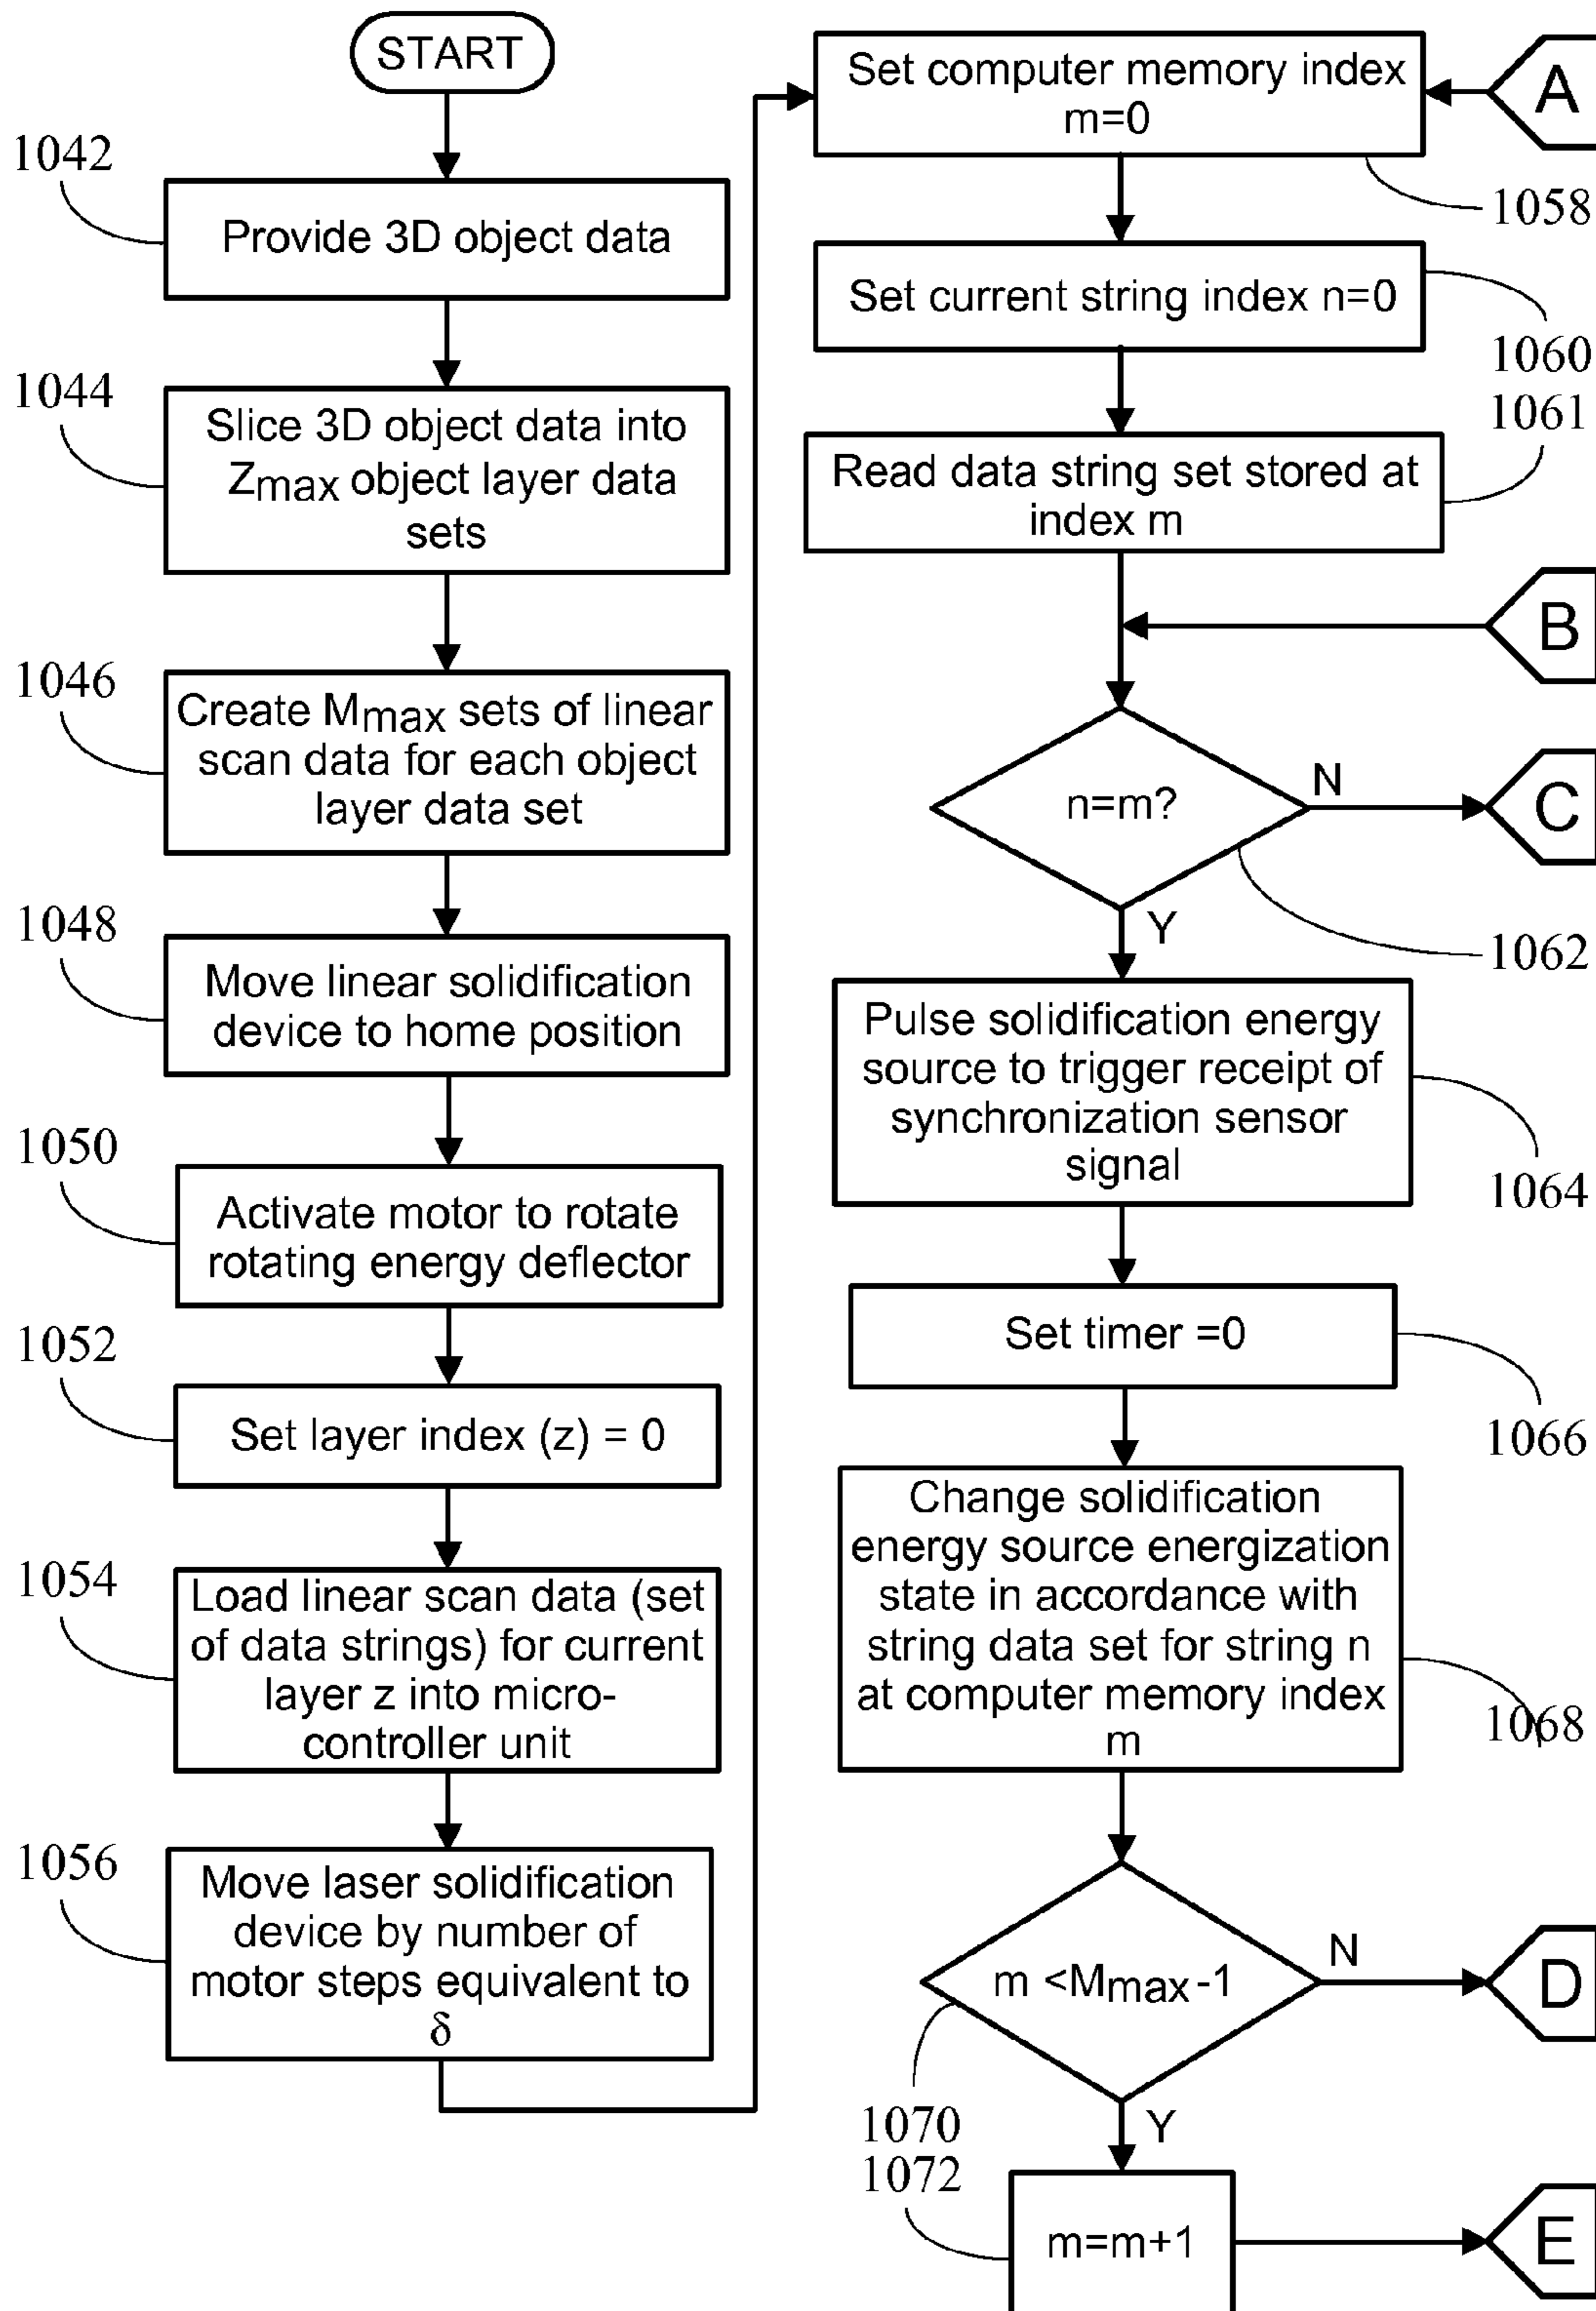 START
1042
Provide 3D object data
1044
Slice 3D object data into
Zmax object layer data
sets
1046
Create Mmax sets of linear
scan data for each object
layer data set
1048
Move linear solidification
device to home position
1050
Activate motor to rotate
rotating energy deflector
1052
Set layer index (z) = 0
1054
Load linear scan data (set
of data strings) for current
layer z into micro-
controller unit
1056
Move laser solidification
device by number of
motor steps equivalent to
δ
Set computer memory index
m=0
A
1058
Set current string index n=0
1060
1061
Read data string set stored at
index m
B
n=m?
N
C
Y
1062
Pulse solidification energy
source to trigger receipt of
synchronization sensor
signal
1064
Set timer =0
1066
Change solidification
energy source energization
state in accordance with
string data set for string n
at computer memory index
m
1068
m <Mmax-1
N
D
1070
Y
1072
m=m+1
E